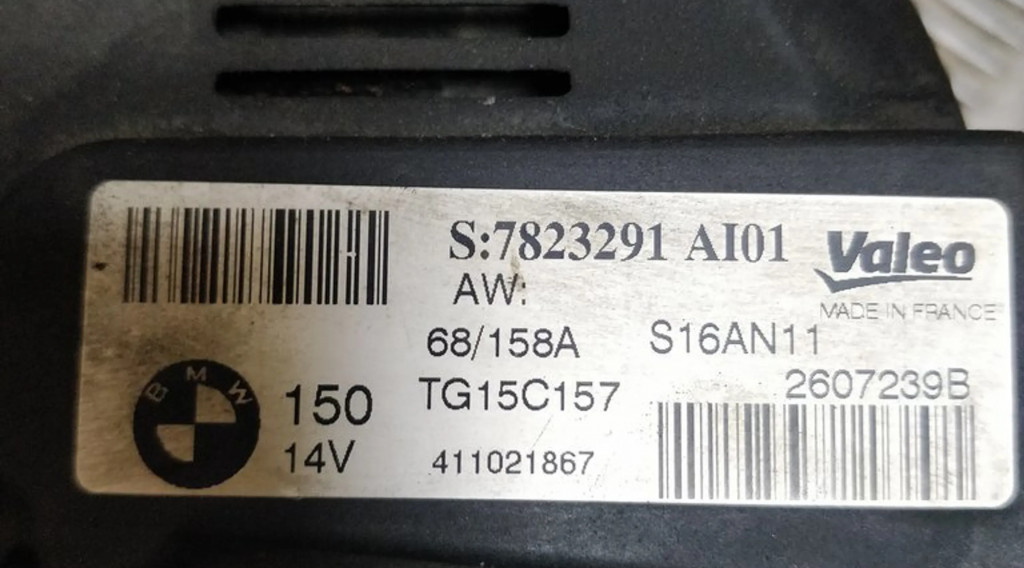 S:7823291 AI01
Valeo
AW:
MADE IN FRANCE
68/158A
S16AN11
TG15C157
2607239B
BMW
150
14V
411021867